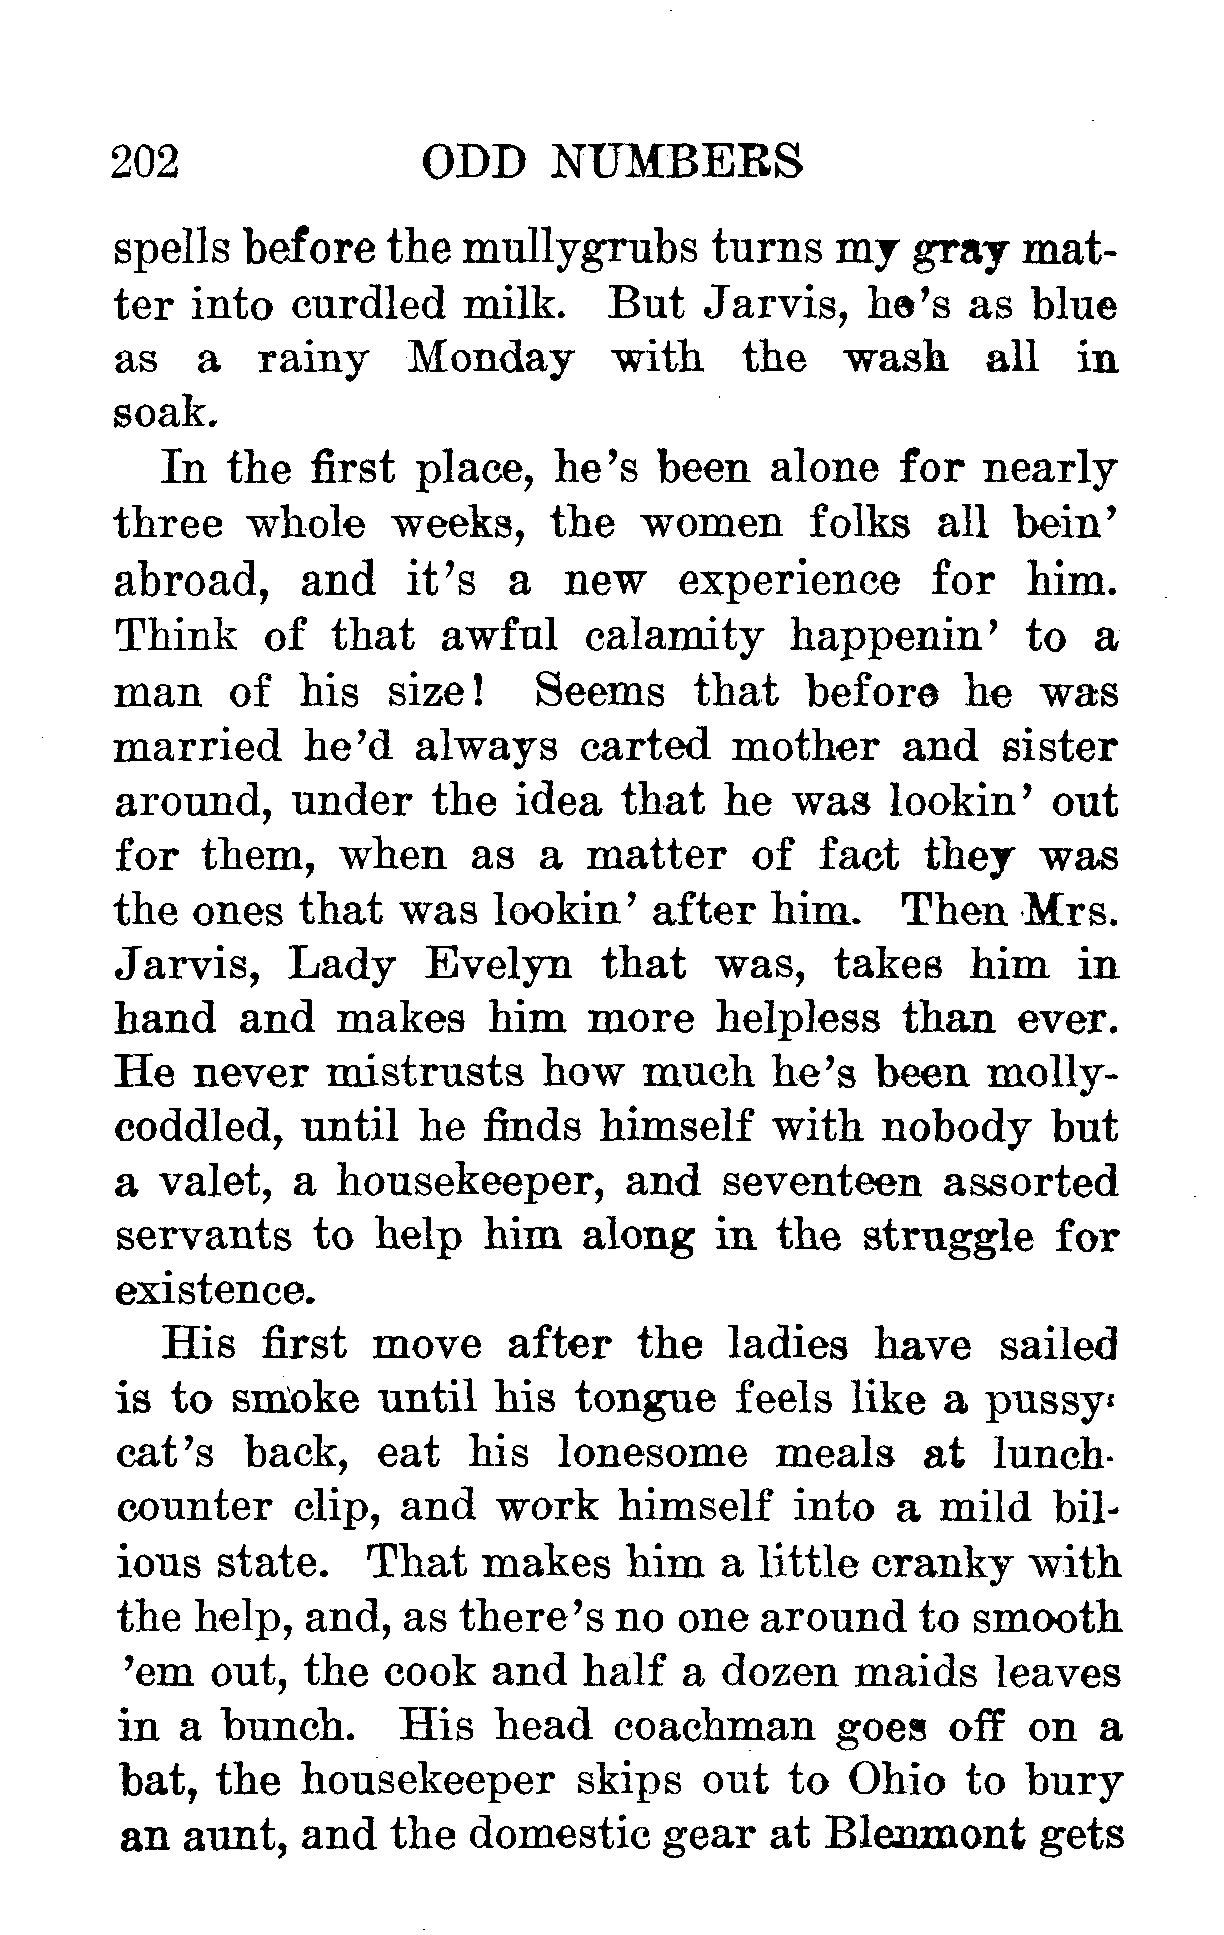 202 ODD NUMBERS
spells before the mullygrubs turns my gray mat-
ter into curdled milk. But Jarvis, he's as blue
as a rainy Monday with the wash all in
soak.
In the first place, he's been alone for nearly
three whole weeks, the women folks all bein'
abroad, and it's a new experience for him.
Think of that awful calamity happenin' to a
man of his size! Seems that before he was
married he'd always carted mother and sister
around, under the idea that he was lookin' out
for them, when as a matter of fact they was
the ones that was lookin' after him. Then Mrs.
Jarvis, Lady Evelyn that was, takes him in
hand and makes him more helpless than ever.
He never mistrusts how much he's been molly-
coddled, until he finds himself with nobody but
a valet, a housekeeper, and seventeen assorted
servants to help him along in the struggle for
existence.
His first move after the ladies have sailed
is to smoke until his tongue feels like a pussy-
cat's back, eat his lonesome meals at lunch-
counter clip, and work himself into a mild bil-
ious state. That makes him a little cranky with
the help, and, as there's no one around to smooth
'em out, the cook and half a dozen maids leaves
in a bunch. His head coachman goes off on a
bat, the housekeeper skips out to Ohio to bury
an aunt, and the domestic gear at Blenmont gets